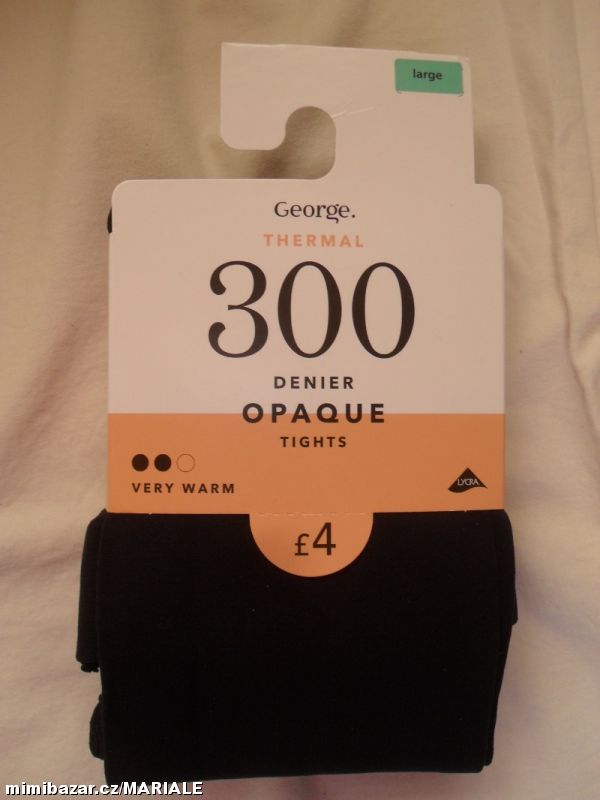 large
George.
THERMAL
300
DENIER
OPAQUE
TIGHTS
VERY WARM
LYCRA
£4
mimibazar.cz/MARIALE